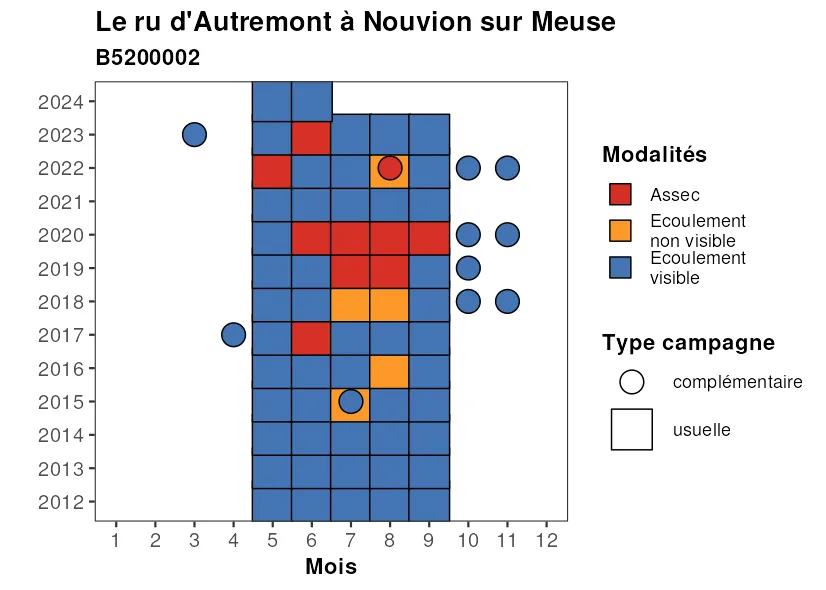 Le ru d'Autremont à Nouvion sur Meuse
B5200002
2024
2023
2022
2021
2020
2019
2018
2017
2016
2015
2014
2013
2012
1 2 3 4 5 6 7 8 9 10 11 12
Mois
Modalités
Assec
Ecoulement
non visible
Ecoulement
visible
Type campagne
complémentaire
usuelle